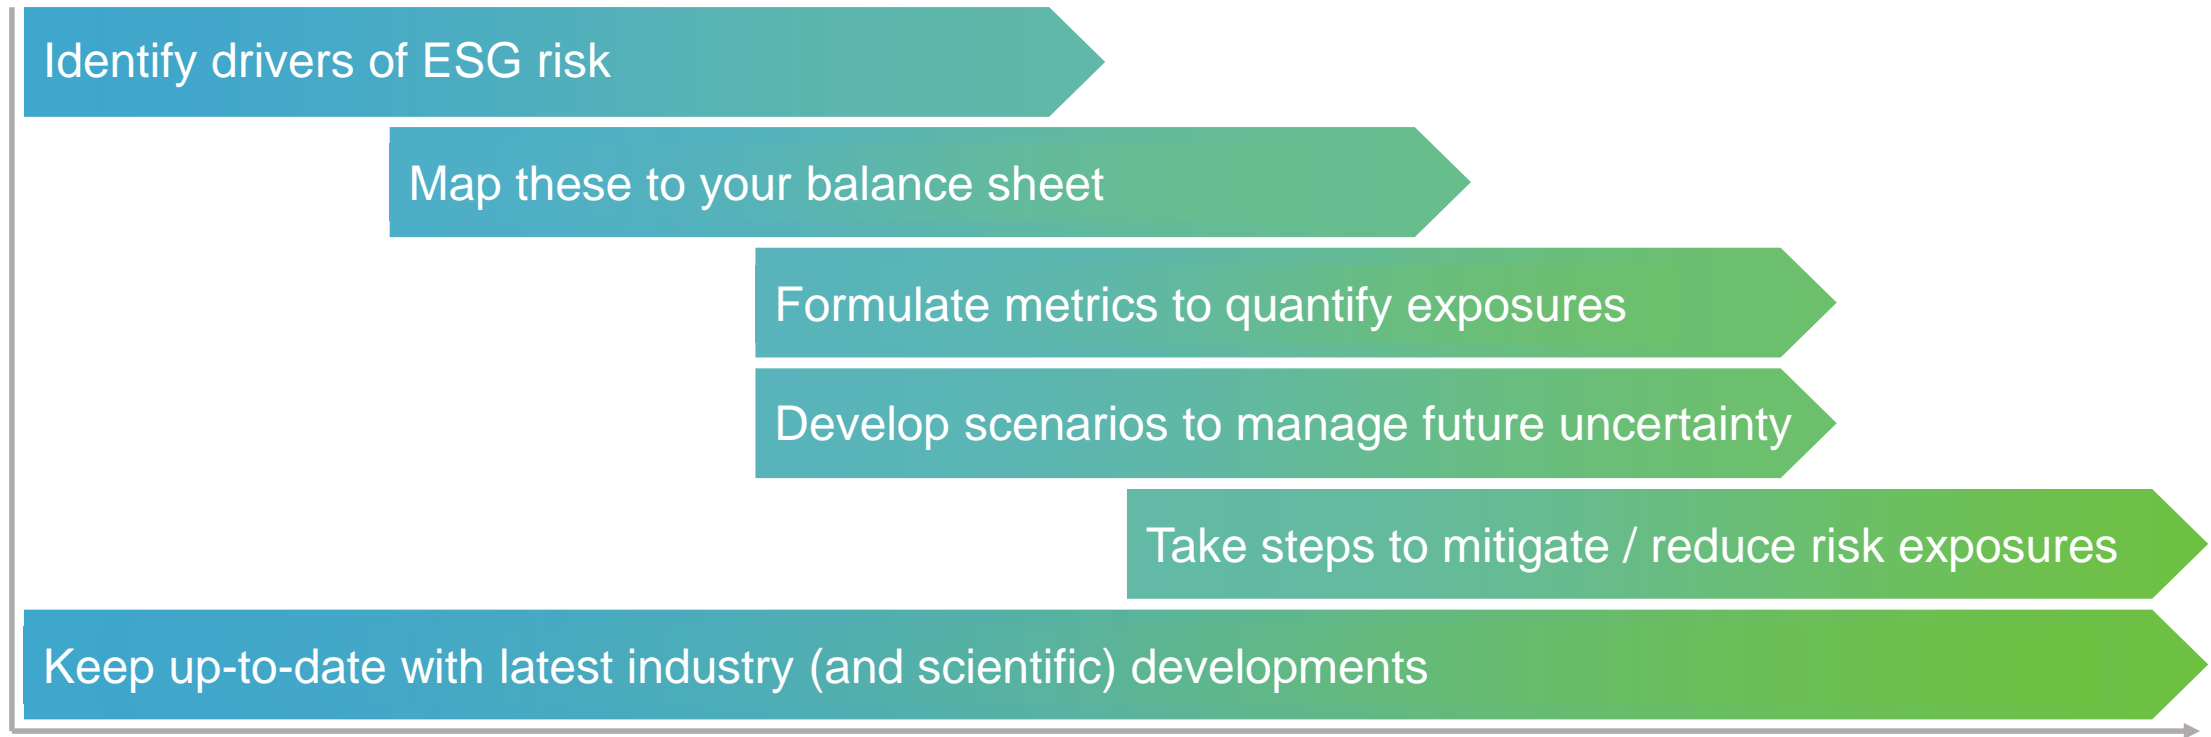 Identify drivers of ESG risk
Map these to your balance sheet
Formulate metrics to quantify exposures
Develop scenarios to manage future uncertainty
Take steps to mitigate / reduce risk exposures
Keep up-to-date with latest industry (and scientific) developments